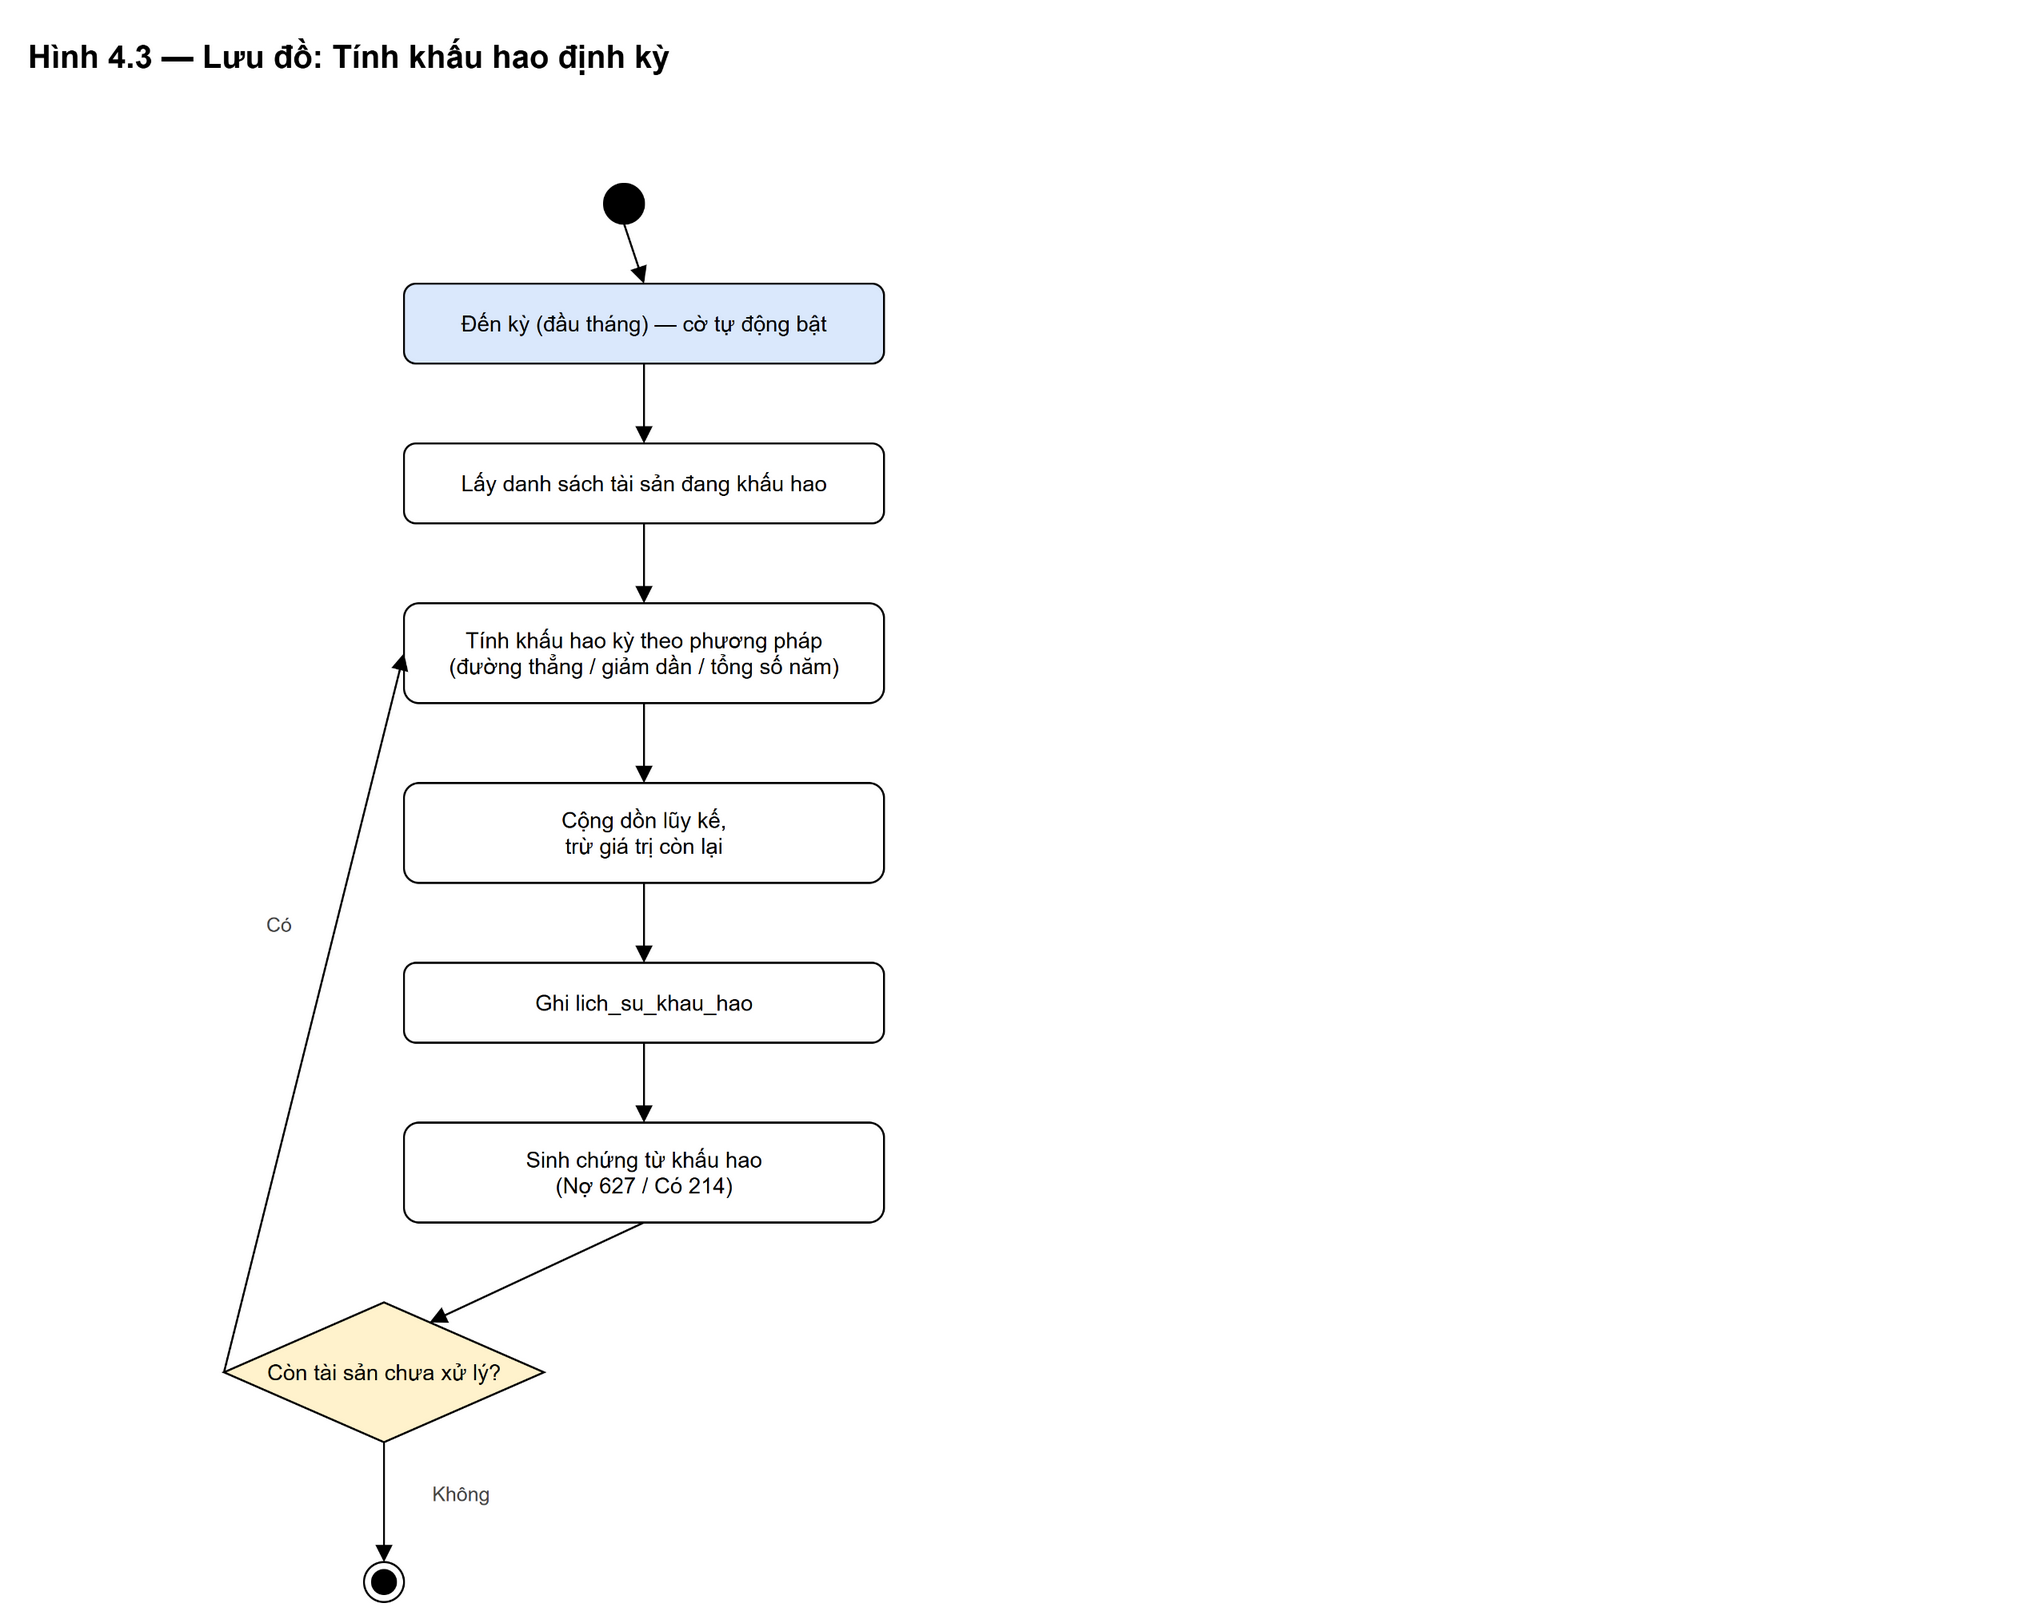 Hình 4.3 — Lưu đồ: Tính khấu hao định kỳ
Đến kỳ (đầu tháng) — cờ tự động bật
Lấy danh sách tài sản đang khấu hao
Tính khấu hao kỳ theo phương pháp
(đường thẳng / giảm dần / tổng số năm)
Cộng dồn lũy kế,
trừ giá trị còn lại
Có
Ghi lich_su_khau_hao
Sinh chứng từ khấu hao
(Nợ 627 / Có 214)
Còn tài sản chưa xử lý?
Không